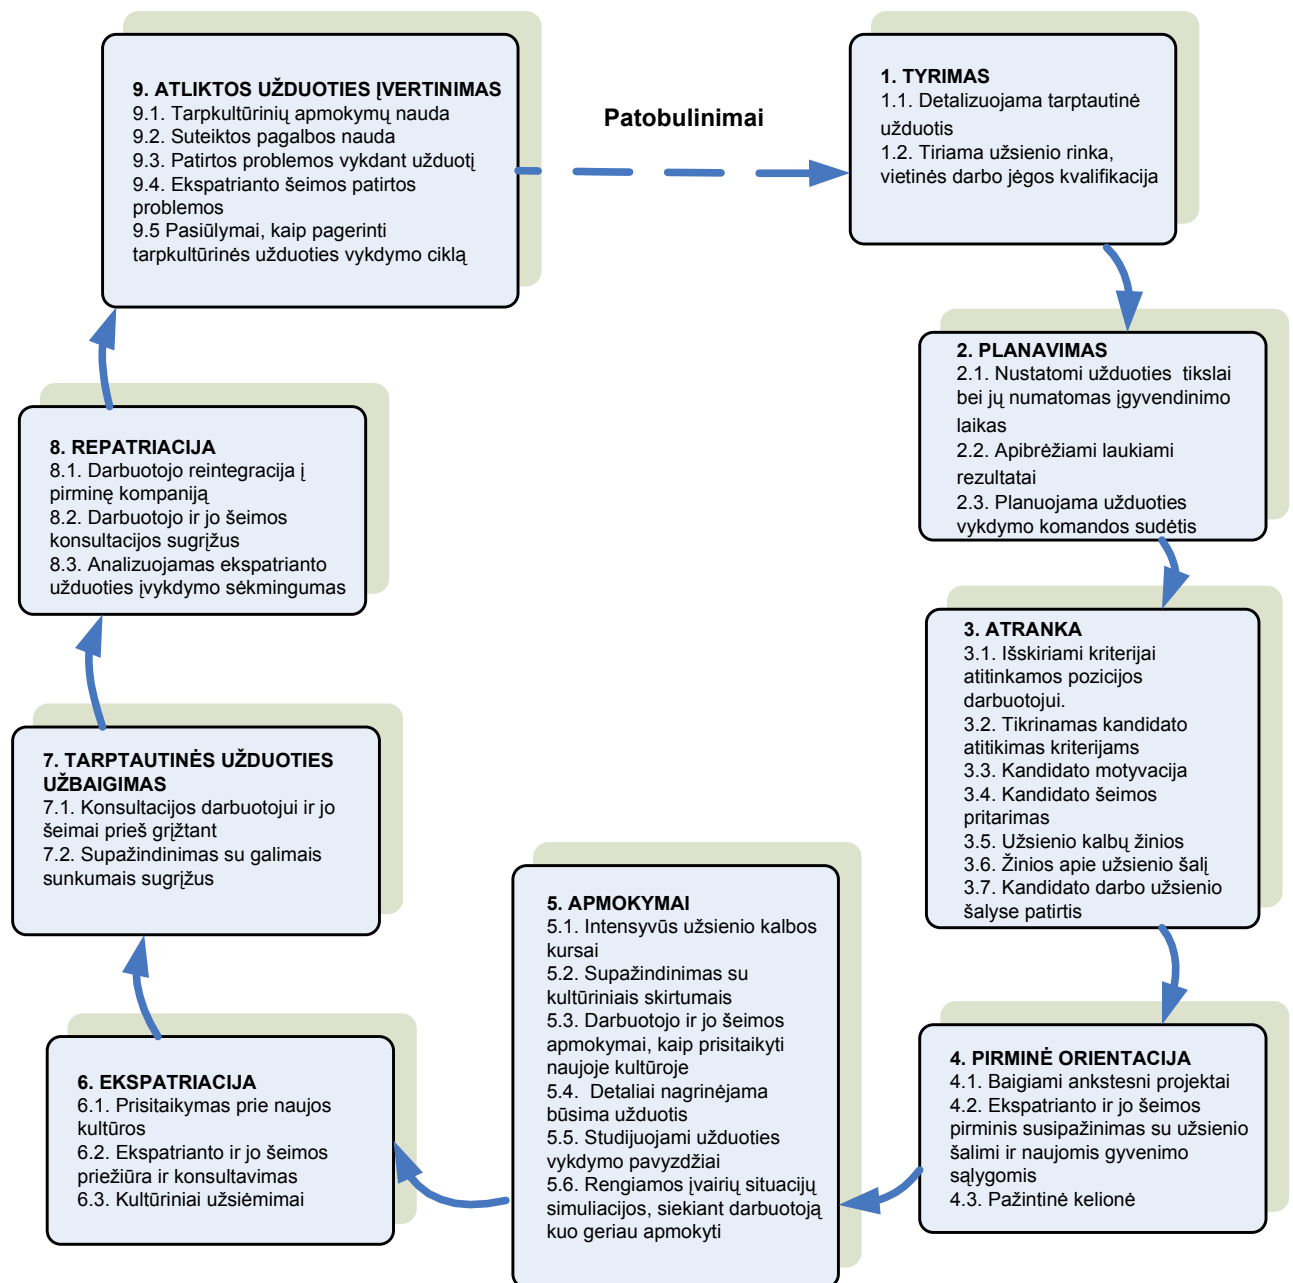 9. ATLIKTOS UŽDUOTIES ĮVERTINIMAS
9.1. Tarpkultūrinių apmokymų nauda
9.2. Suteiktos pagalbos nauda
9.3. Patirtos problemos vykdant užduotį
9.4. Ekspatrianto šeimos patirtos
problemos
9.5 Pasiūlymai, kaip pagerinti
tarpkultūrinės užduoties vykdymo ciklą
Patobulinimai
1. TYRIMAS
1.1. Detalizuojama tarptautinė
užduotis
1.2. Tiriama užsienio rinka,
vietinės darbo jėgos kvalifikacija
2. PLANAVIMAS
2.1. Nustatomi užduoties  tikslai
bei jų numatomas įgyvendinimo
laikas
2.2. Apibrėžiami laukiami
rezultatai
2.3. Planuojama užduoties
vykdymo komandos sudėtis
3. ATRANKA
3.1. Išskiriami kriterijai
atitinkamos pozicijos
darbuotojui.
3.2. Tikrinamas kandidato
atitikimas kriterijams
3.3. Kandidato motyvacija
3.4. Kandidato šeimos
pritarimas
3.5. Užsienio kalbų žinios
3.6. Žinios apie užsienio šalį
3.7. Kandidato darbo užsienio
šalyse patirtis
4. PIRMINĖ ORIENTACIJA
4.1. Baigiami ankstesni projektai
4.2. Ekspatrianto ir jo šeimos
pirminis susipažinimas su užsienio
šalimi ir naujomis gyvenimo
sąlygomis
4.3. Pažintinė kelionė
5. APMOKYMAI
5.1. Intensyvūs užsienio kalbos
kursai
5.2. Supažindinimas su
kultūriniais skirtumais
5.3. Darbuotojo ir jo šeimos
apmokymai, kaip prisitaikyti
naujoje kultūroje
5.4.  Detaliai nagrinėjama
būsima užduotis
5.5. Studijuojami užduoties
vykdymo pavyzdžiai
5.6. Rengiamos įvairių situacijų
simuliacijos, siekiant darbuotoją
kuo geriau apmokyti
6. EKSPATRIACIJA
6.1. Prisitaikymas prie naujos
kultūros
6.2. Ekspatrianto ir jo šeimos
priežiūra ir konsultavimas
6.3. Kultūriniai užsiėmimai
7. TARPTAUTINĖS UŽDUOTIES
UŽBAIGIMAS
7.1. Konsultacijos darbuotojui ir jo
šeimai prieš grįžtant
7.2. Supažindinimas su galimais
sunkumais sugrįžus
8. REPATRIACIJA
8.1. Darbuotojo reintegracija į
pirminę kompaniją
8.2. Darbuotojo ir jo šeimos
konsultacijos sugrįžus
8.3. Analizuojamas ekspatrianto
užduoties įvykdymo sėkmingumas